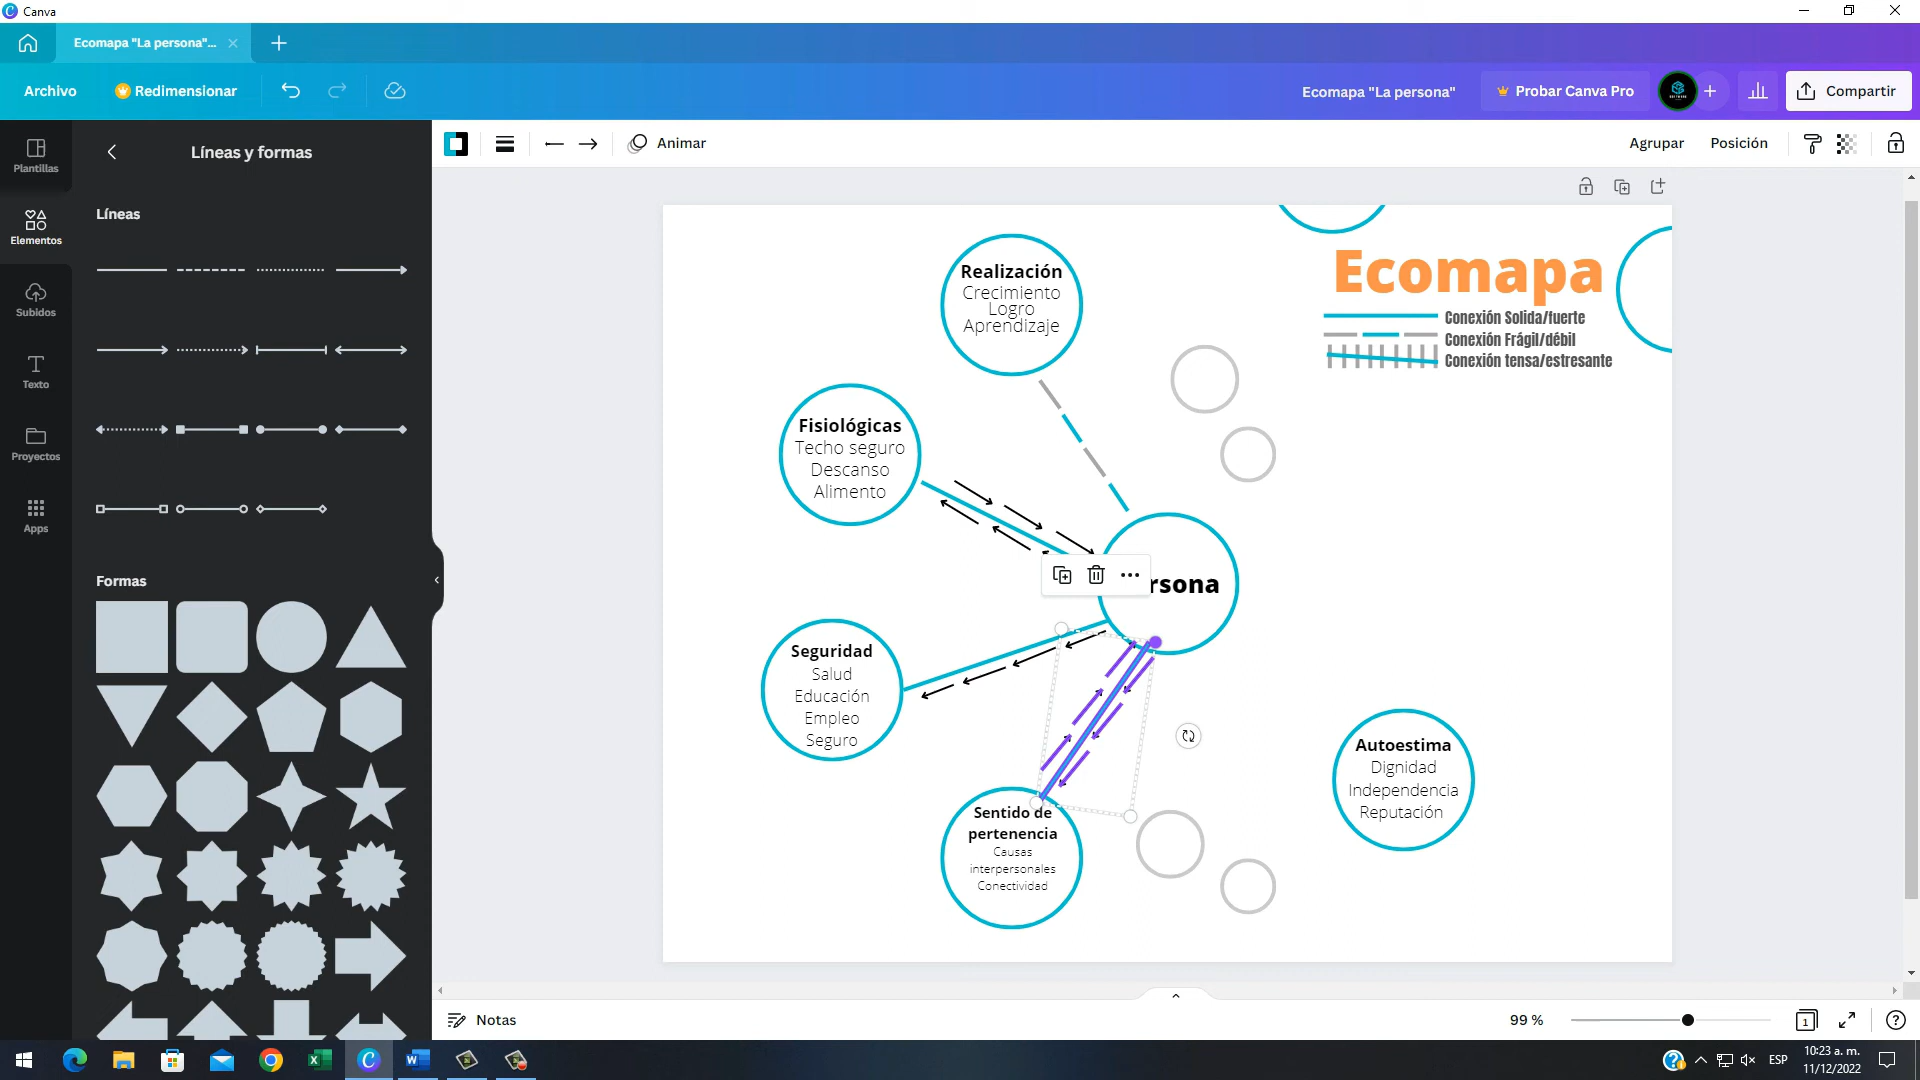 Canva
Ecomapa "La persona"...
Archivo
Redimensionar
Ecomapa "La persona"
Probar Canva Pro
Compartir
Plantillas
Elementos
Subidos
Texto
Proyectos
Apps
Líneas y formas
Líneas
Formas
Animar
Agrupar
Posición
Ecomapa
Conexión Solida/fuerte
Conexión Frágil/débil
Conexión tensa/estresante
Realización
Crecimiento
Logro
Aprendizaje
Fisiológicas
Techo seguro
Descanso
Alimento
rsona
Seguridad
Salud
Educación
Empleo
Seguro
Sentido de
pertenencia
Causas
interpersonales
Conectividad
Autoestima
Dignidad
Independencia
Reputación
Notas
99 %
1
ESP
10:23 a. m.
11/12/2022